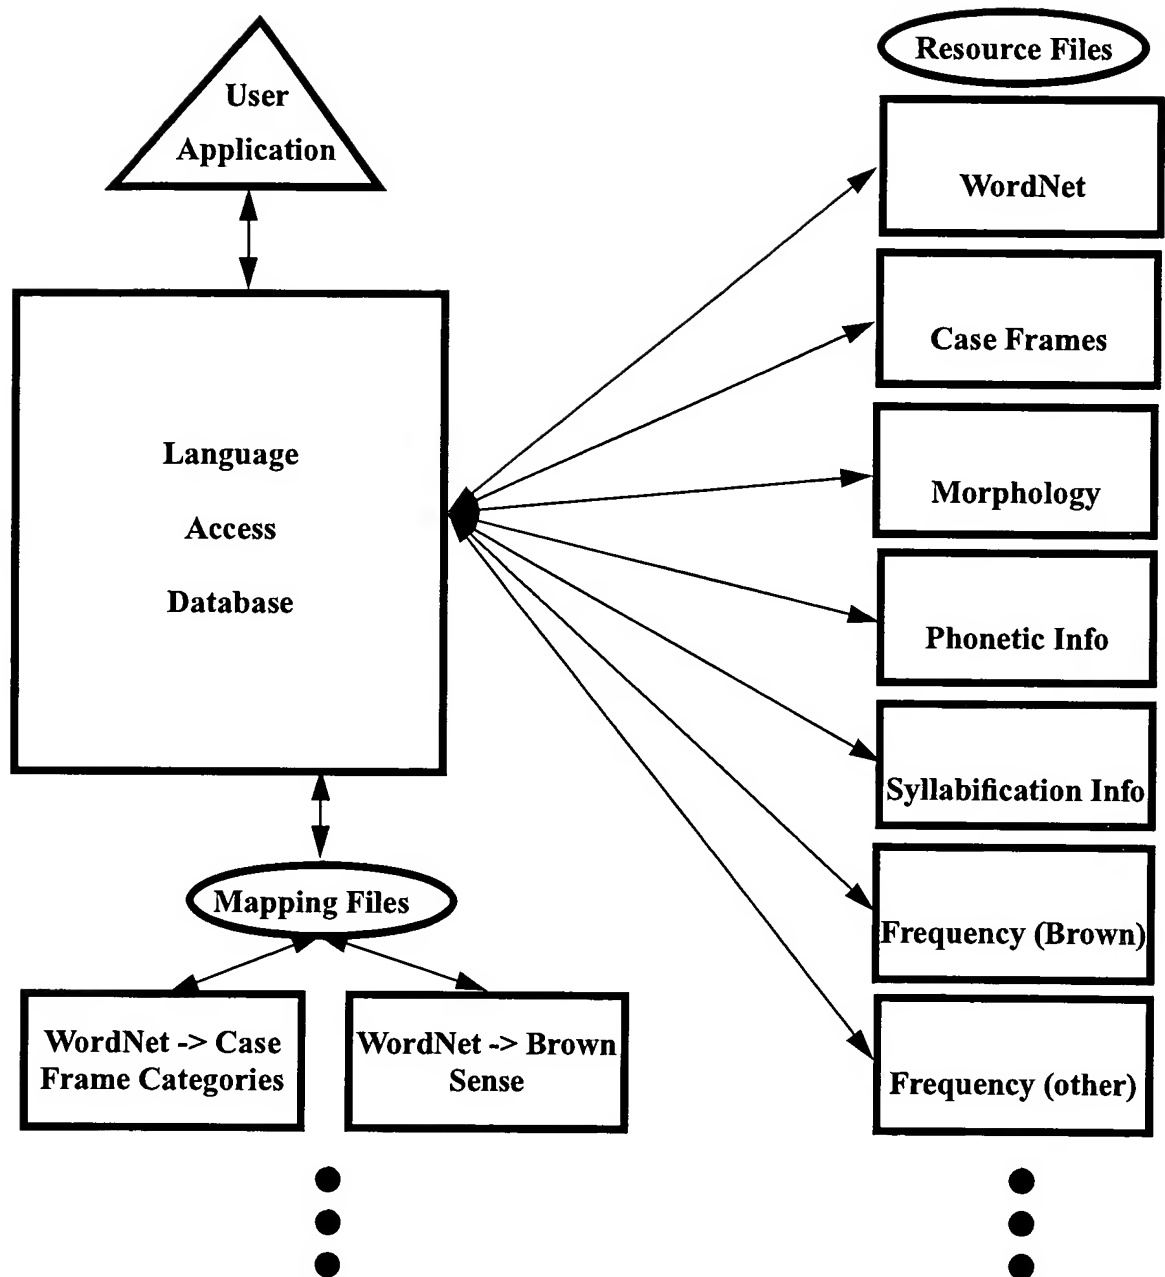 User
Application
Language
Access
Database
Mapping Files
WordNet -> Case
Frame Categories
WordNet -> Brown
Sense
Resource Files
WordNet
Case Frames
Morphology
Phonetic Info
Syllabification Info
Frequency (Brown)
Frequency (other)